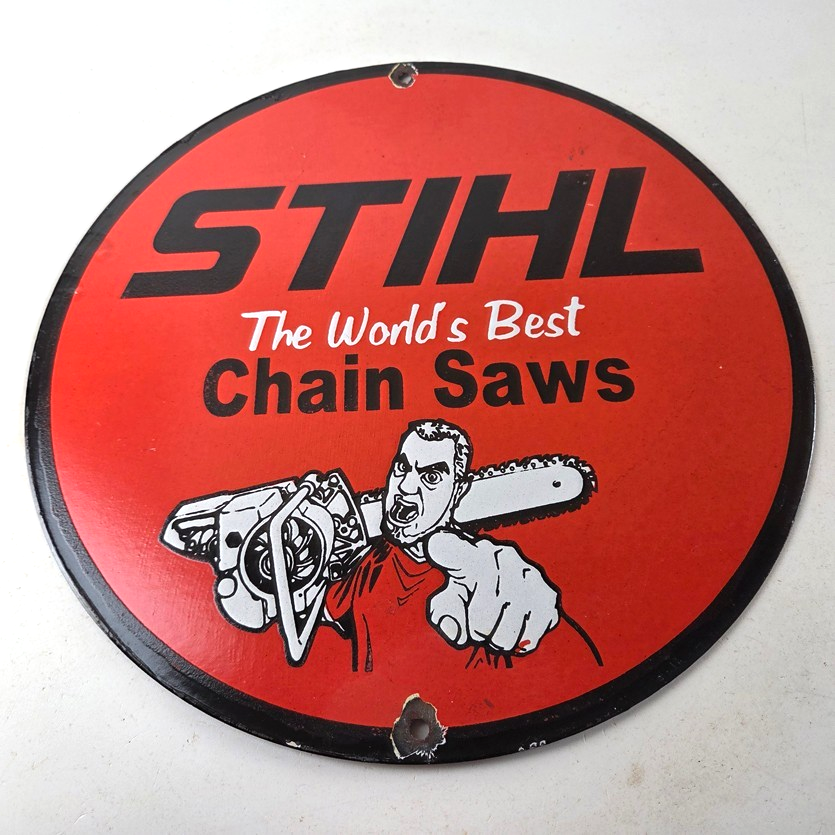 STIHL
The World's Best
Chain Saws